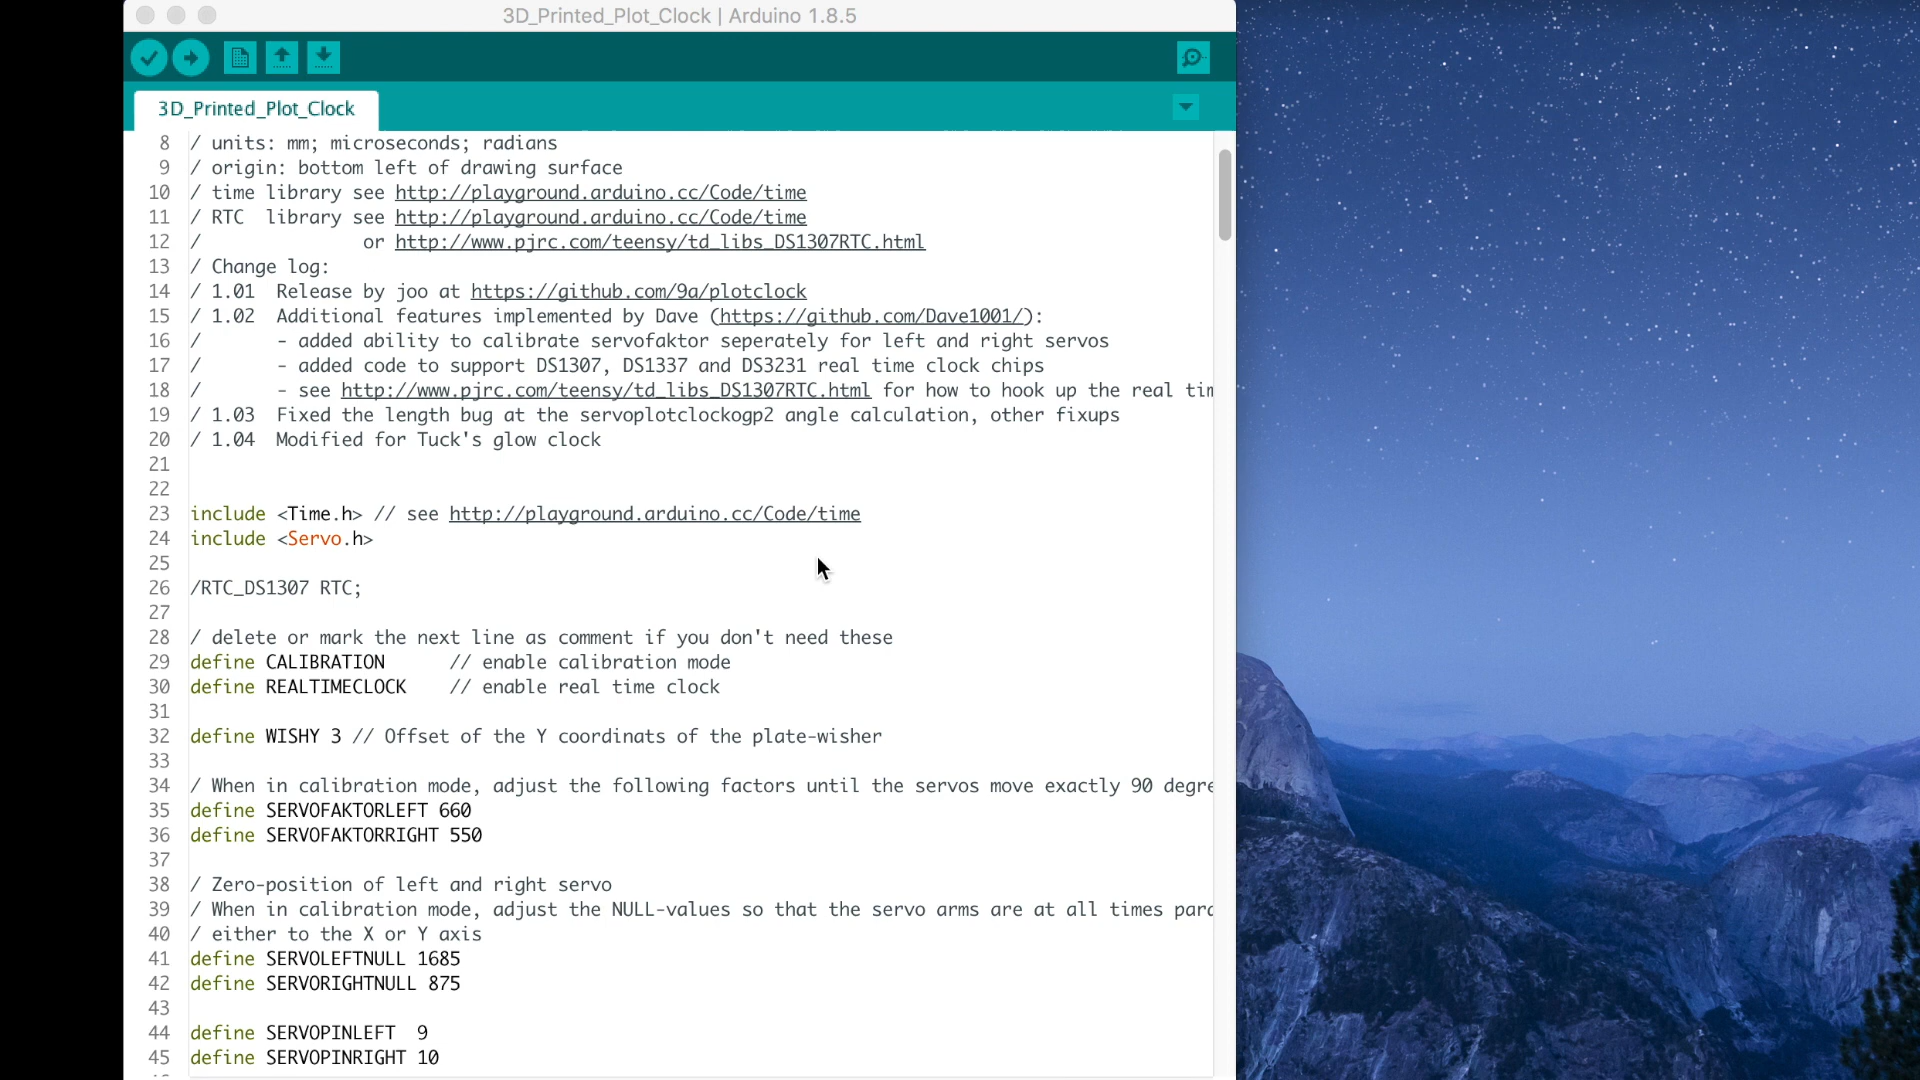 3D_Printed_Plot_Clock | Arduino 1.8.5
3D_Printed_Plot_Clock
8 / units: mm; microseconds; radians
9 / origin: bottom left of drawing surface
10 / time library see http://playground.arduino.cc/Code/time
11 / RTC  library see http://playground.arduino.cc/Code/time
12 /               or http://www.pjrc.com/teensy/td_libs_DS1307RTC.html
13 / Change log:
14 / 1.01  Release by joo at https://github.com/9a/plotclock
15 / 1.02  Additional features implemented by Dave (https://github.com/Dave1001/):
16 /       - added ability to calibrate servofaktor seperately for left and right servos
17 /       - added code to support DS1307, DS1337 and DS3231 real time clock chips
18 /       - see http://www.pjrc.com/teensy/td_libs_DS1307RTC.html for how to hook up the real tim
19 / 1.03  Fixed the length bug at the servoplotclockogp2 angle calculation, other fixups
20 / 1.04  Modified for Tuck's glow clock
21
22
23 include <Time.h> // see http://playground.arduino.cc/Code/time
24 include <Servo.h>
25
26 /RTC_DS1307 RTC;
27
28 / delete or mark the next line as comment if you don't need these
29 define CALIBRATION      // enable calibration mode
30 define REALTIMECLOCK    // enable real time clock
31
32 define WISHY 3 // Offset of the Y coordinats of the plate-wisher
33
34 / When in calibration mode, adjust the following factors until the servos move exactly 90 degre
35 define SERVOFAKTORLEFT 660
36 define SERVOFAKTORRIGHT 550
37
38 / Zero-position of left and right servo
39 / When in calibration mode, adjust the NULL-values so that the servo arms are at all times para
40 / either to the X or Y axis
41 define SERVOLEFTNULL 1685
42 define SERVORIGHTNULL 875
43
44 define SERVOPINLEFT  9
45 define SERVOPINRIGHT 10